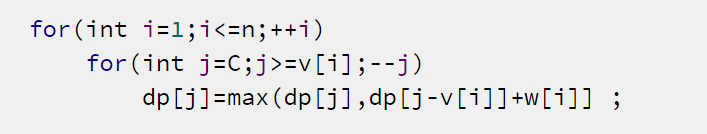 for(int i=1;i<=n;++i)
for(int j=C;j>=v[i];--j)
dp[j]=max(dp[j],dp[j-v[i]]+w[i]] ;